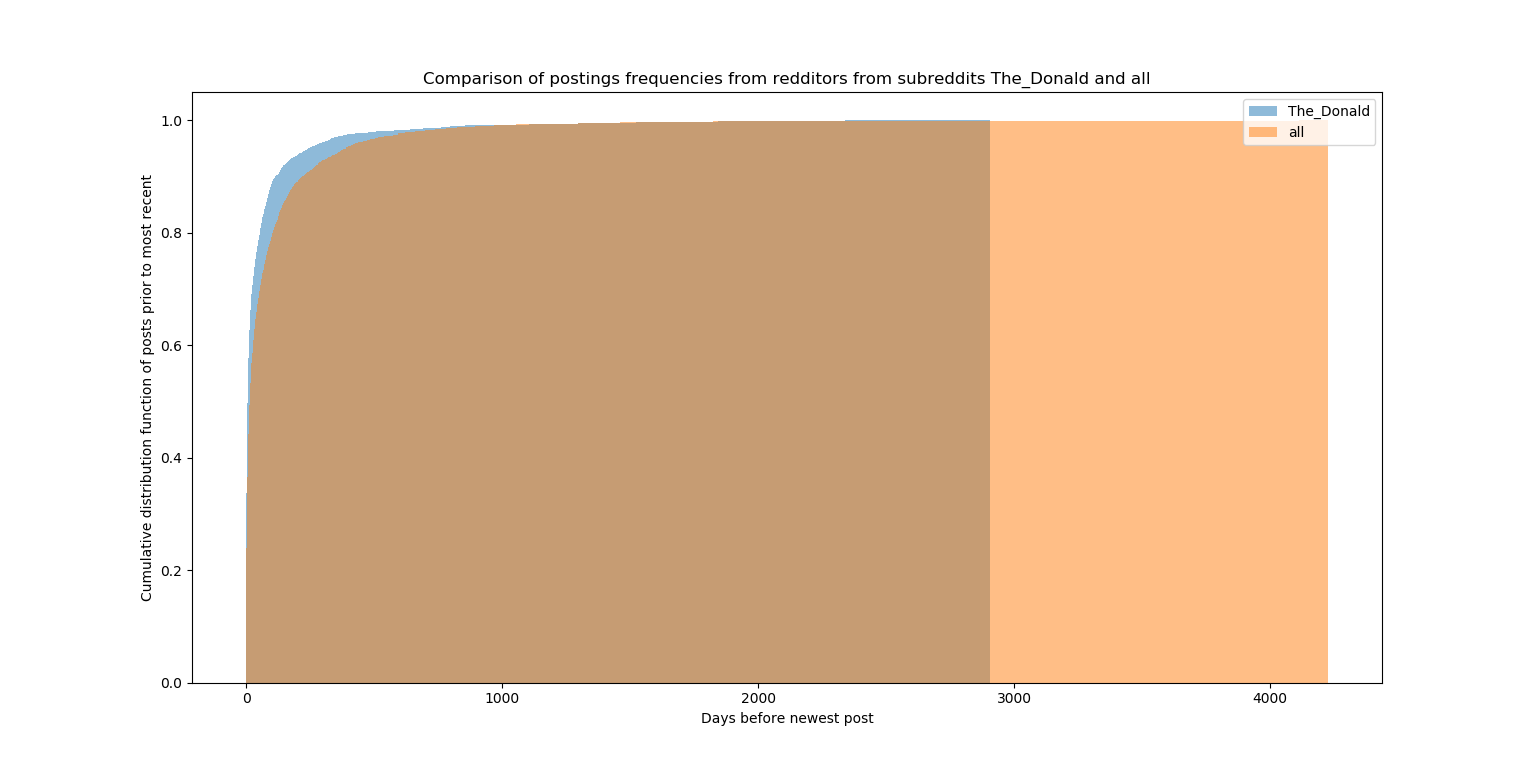 Comparison of postings frequencies from redditors from subreddits The_Donald and all
The_Donald
all
Cumulative distribution function of posts prior to most recent
1.0
0.8
0.6
0.4
0.2
0.0
0
1000
2000
3000
4000
Days before newest post